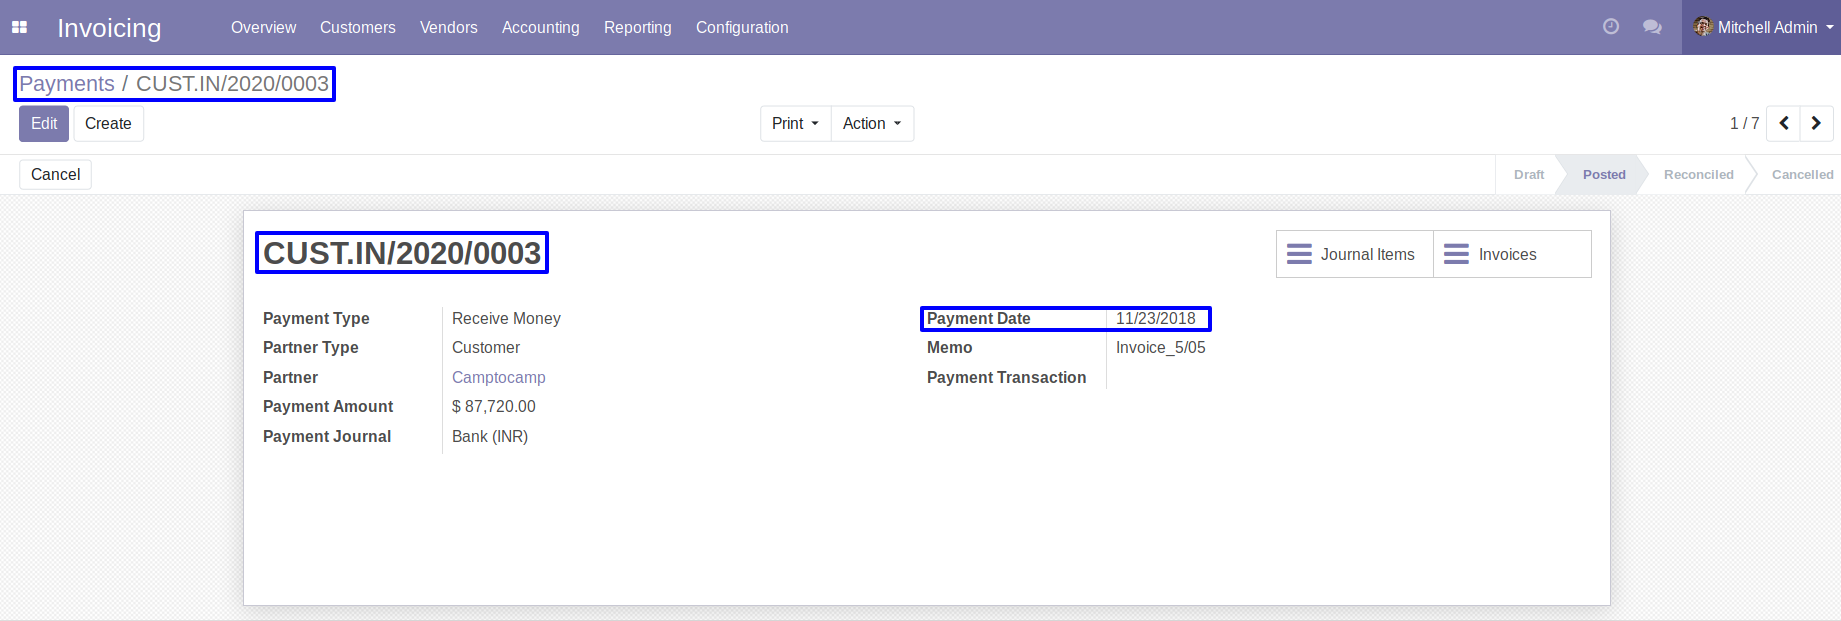 Invoicing Overview Customers Vendors Accounting Reporting Configuration Mitchell Admin
Payments / CUST.IN/2020/0003
Edit Create Print Action 1 / 7
Cancel Draft Posted Reconciled Cancelled
CUST.IN/2020/0003 Journal Items Invoices
Payment Type Receive Money Payment Date 11/23/2018
Partner Type Customer Memo Invoice_5/05
Partner Camptocamp Payment Transaction
Payment Amount $ 87,720.00
Payment Journal Bank (INR)